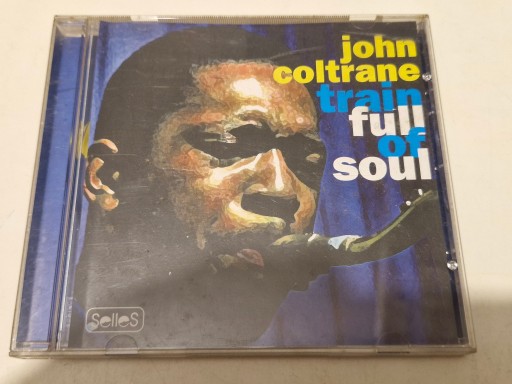 john
coltrane
train
full
of
soul
SelleS